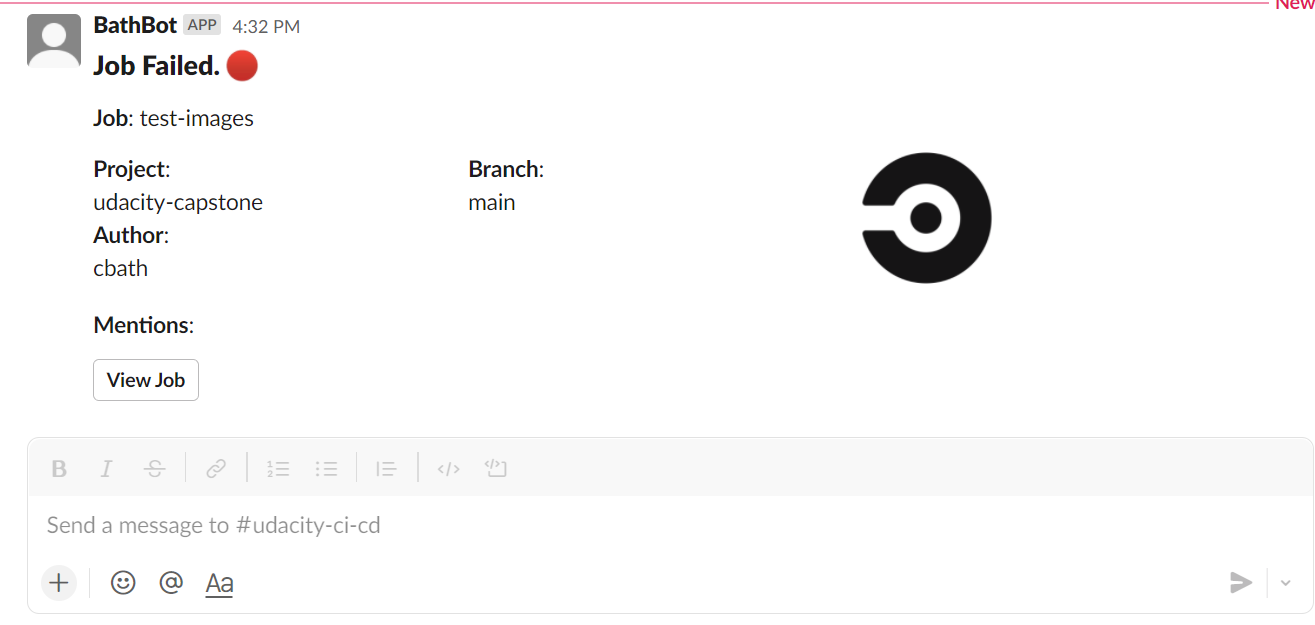 New
BathBot APP 4:32 PM
Job Failed.
Job: test-images
Project:
udacity-capstone
Branch:
main
Author:
cbath
Mentions:
View Job
B I S
Send a message to #udacity-ci-cd
@ Aa